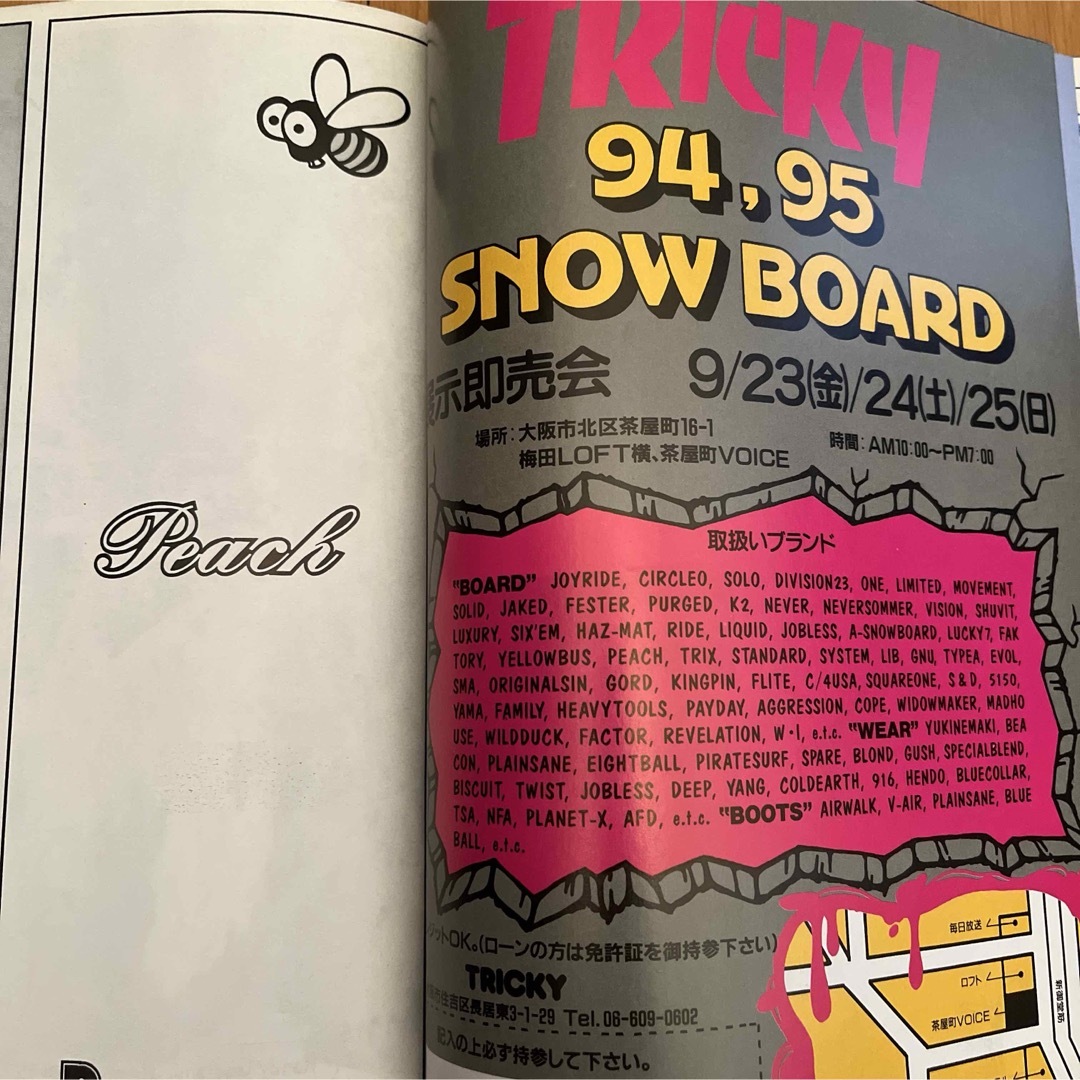 Peach
TRICKY
94,95
SNOW BOARD
示即売会 9/23(金)/24(土)/25(日)
場所:大阪市北区茶屋町16-1
梅田LOFT横、茶屋町VOICE
時間:AM10:00~PM7:00
取扱いブランド
"BOARD" JOYRIDE, CIRCLEO, SOLO, DIVISION23, ONE, LIMITED, MOVEMENT,
SOLID, JAKED, FESTER, PURGED, K2, NEVER, NEVERSOMMER, VISION, SHUVIT,
LUXURY, SIX'EM, HAZ-MAT, RIDE, LIQUID, JOBLESS, A-SNOWBOARD, LUCKY7, FAK
TORY, YELLOWBUS, PEACH, TRIX, STANDARD, SYSTEM, LIB, GNU, TYPEA, EVOL,
SMA, ORIGINALSIN, GORD, KINGPIN, FLITE, C/4USA, SQUAREONE, S&D, 5150,
YAMA, FAMILY, HEAVYTOOLS, PAYDAY, AGGRESSION, COPE, WIDOWMAKER, MADHO
USE, WILDDUCK, FACTOR, REVELATION, W・I, e.t.c. "WEAR" YUKINEMAKI, BEA
CON, PLAINSANE, EIGHTBALL, PIRATESURF, SPARE, BLOND, GUSH, SPECIALBLEND,
BISCUIT, TWIST, JOBLESS, DEEP, YANG, COLDEARTH, 916, HENDO, BLUECOLLAR,
TSA, NFA, PLANET-X, AFD, e.t.c. "BOOTS" AIRWALK, V-AIR, PLAINSANE, BLUE
BALL, e.t.c.
ジットOK。(ローンの方は免許証を御持参下さい)
TRICKY
市住吉区長居東3-1-29 Tel.06-609-0602
記入の上必ず持参して下さい。
毎日放送
ロフト
茶屋町VOICE
新御堂筋